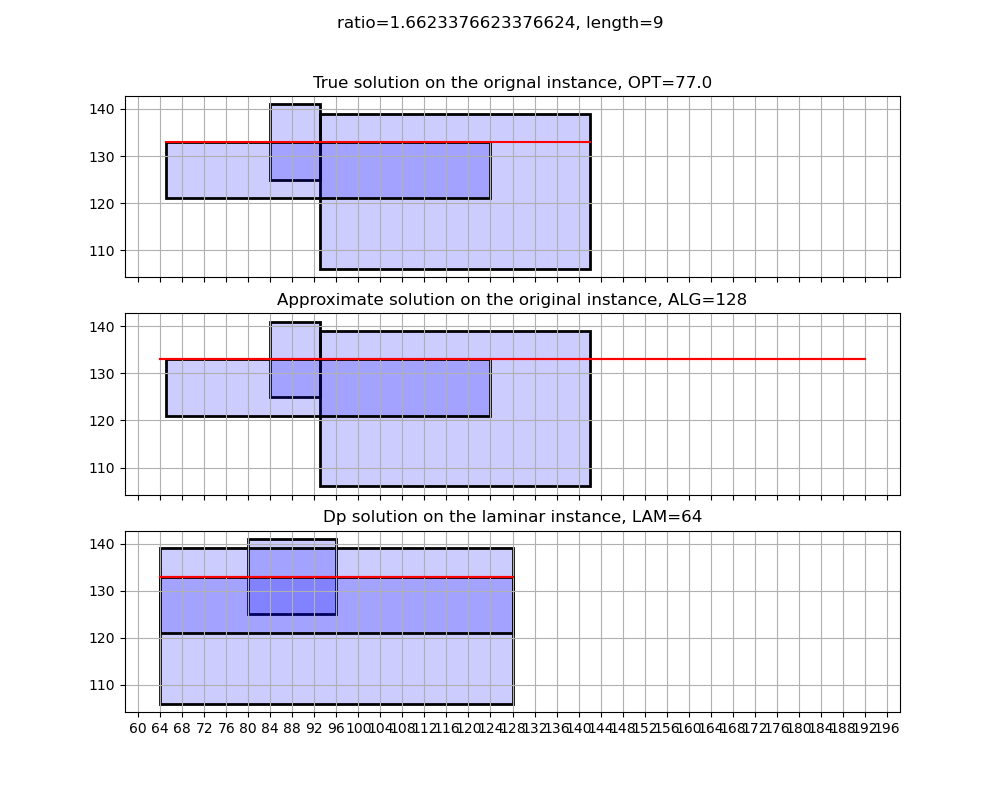 ratio=1.6623376623376624, length=9
True solution on the orignal instance, OPT=77.0
140
130
120
110
Approximate solution on the original instance, ALG=128
140
130
120
110
Dp solution on the laminar instance, LAM=64
140
130
120
110
60 64 68 72 76 80 84 88 92 96 100 104 108 112 116 120 124 128 132 136 140 144 148 152 156 160 164 168 172 176 180 184 188 192 196